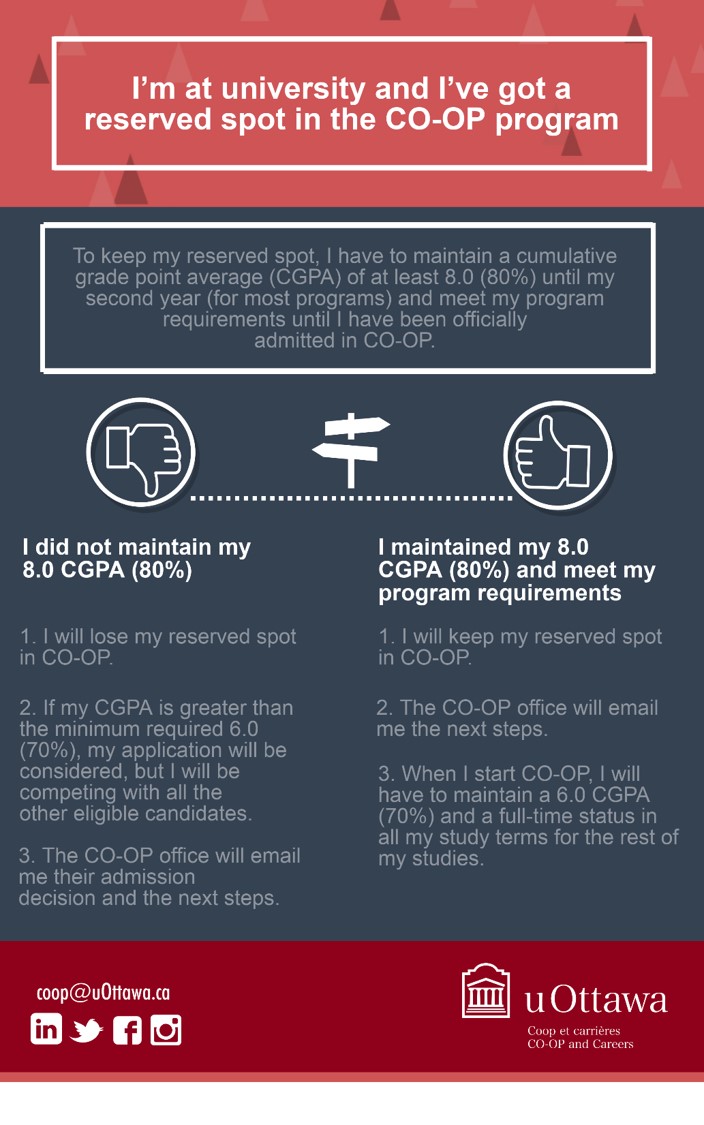 I’m at university and I’ve got a
reserved spot in the CO-OP program
To keep my reserved spot, I have to maintain a cumulative
grade point average (CGPA) of at least 8.0 (80%) until my
second year (for most programs) and meet my program
requirements until I have been officially
admitted in CO-OP.
I did not maintain my
8.0 CGPA (80%)
1. I will lose my reserved spot
in CO-OP.
2. If my CGPA is greater than
the minimum required 6.0
(70%), my application will be
considered, but I will be
competing with all the
other eligible candidates.
3. The CO-OP office will email
me their admission
decision and the next steps.
I maintained my 8.0
CGPA (80%) and meet my
program requirements
1. I will keep my reserved spot
in CO-OP.
2. The CO-OP office will email
me the next steps.
3. When I start CO-OP, I will
have to maintain a 6.0 CGPA
(70%) and a full-time status in
all my study terms for the rest of
my studies.
coop@uOttawa.ca
in
f
uOttawa
Coop et carrières
CO-OP and Careers